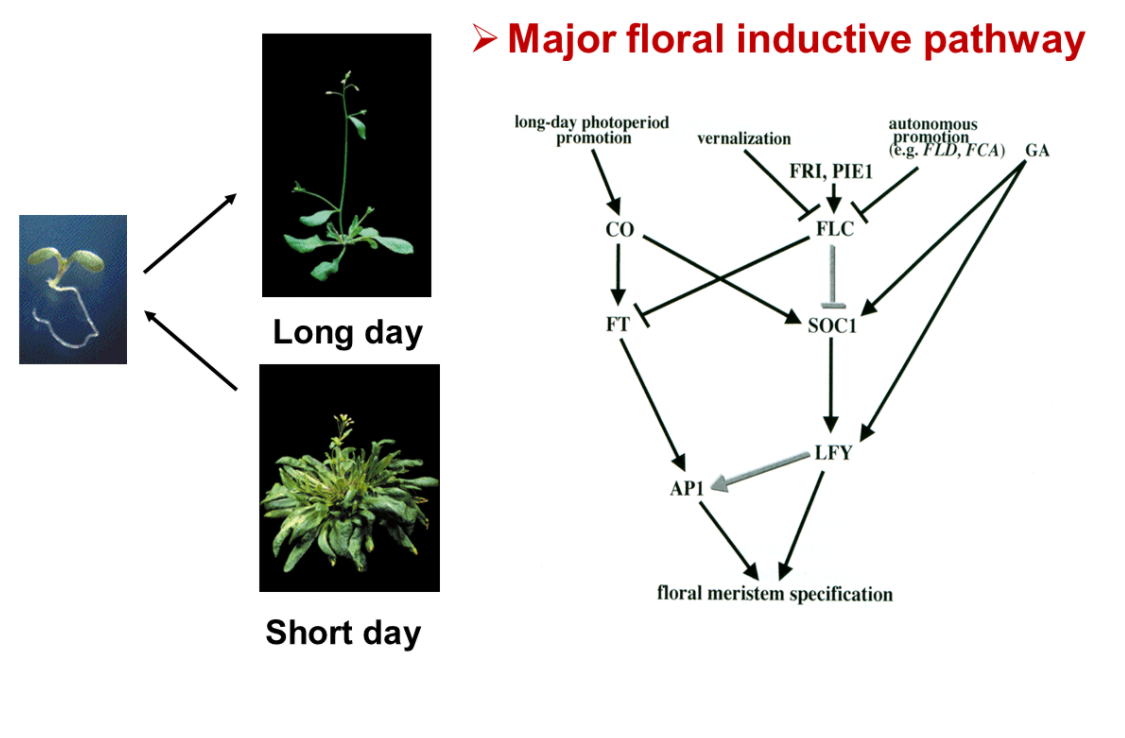 ➢ Major floral inductive pathway
long-day photoperiod
promotion
vernalization
autonomous
promotion
(e.g. FLD, FCA)
GA
FRI, PIE1
CO
FLC
FT
SOC1
LFY
AP1
floral meristem specification
Long day
Short day